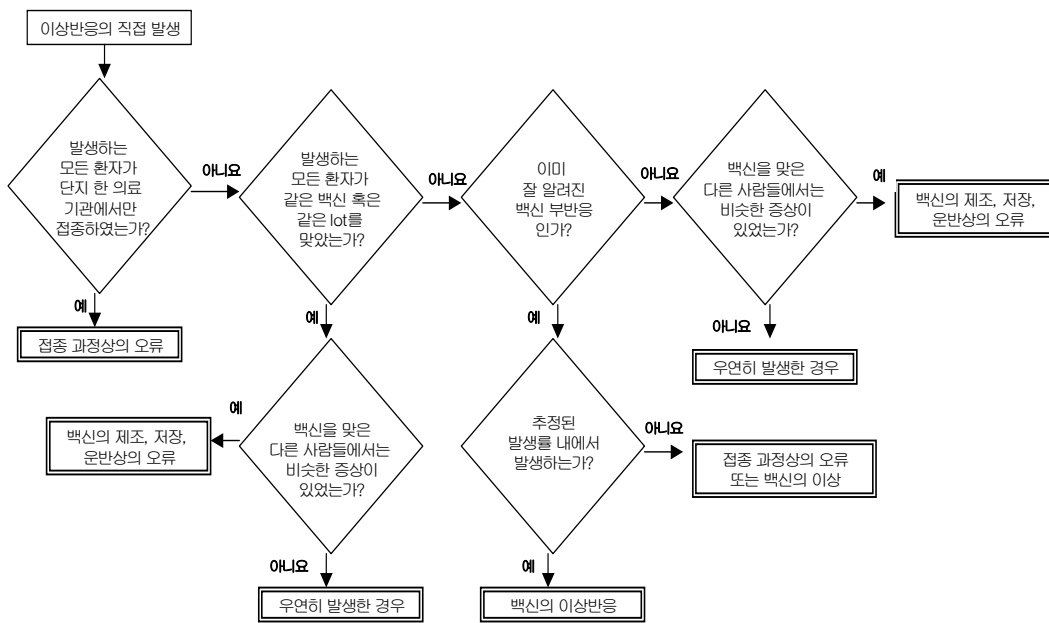 이상반응의 직접 발생
발생하는
모든 환자가
단지 한 의료
기관에서만
접종하였는가?
아니요
예
접종 과정상의 오류
발생하는
모든 환자가
같은 백신 혹은
같은 lot를
맞았는가?
아니요
예
이미
잘 알려진
백신 부반응
인가?
아니요
예
백신을 맞은
다른 사람들에서는
비슷한 증상이
있었는가?
예
백신의 제조, 저장,
운반상의 오류
아니요
우연히 발생한 경우
백신을 맞은
다른 사람들에서는
비슷한 증상이
있었는가?
예
백신의 제조, 저장,
운반상의 오류
아니요
우연히 발생한 경우
추정된
발생률 내에서
발생하는가?
아니요
접종 과정상의 오류
또는 백신의 이상
예
백신의 이상반응